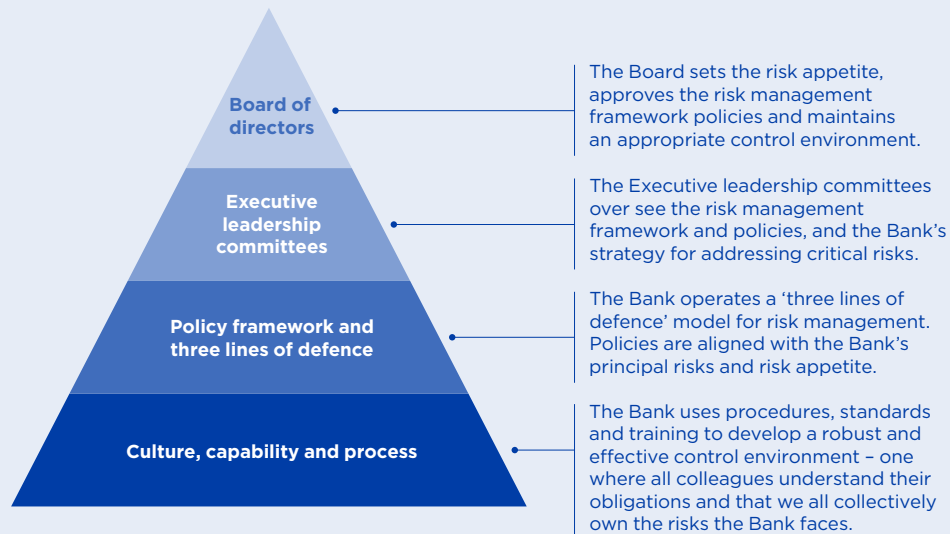 Board of
directors
The Board sets the risk appetite,
approves the risk management
framework policies and maintains
an appropriate control environment.
Executive
leadership
committees
The Executive leadership committees
over see the risk management
framework and policies, and the Bank’s
strategy for addressing critical risks.
Policy framework and
three lines of defence
The Bank operates a ‘three lines of
defence’ model for risk management.
Policies are aligned with the Bank’s
principal risks and risk appetite.
Culture, capability and process
The Bank uses procedures, standards
and training to develop a robust and
effective control environment – one
where all colleagues understand their
obligations and that we all collectively
own the risks the Bank faces.